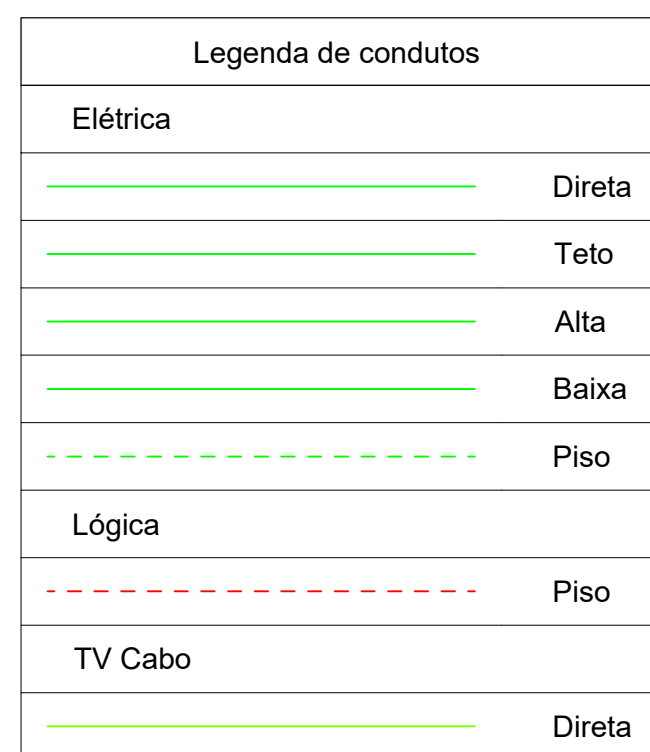 Legenda de condutos
Elétrica
Direta
Teto
Alta
Baixa
Piso
Lógica
Piso
TV Cabo
Direta